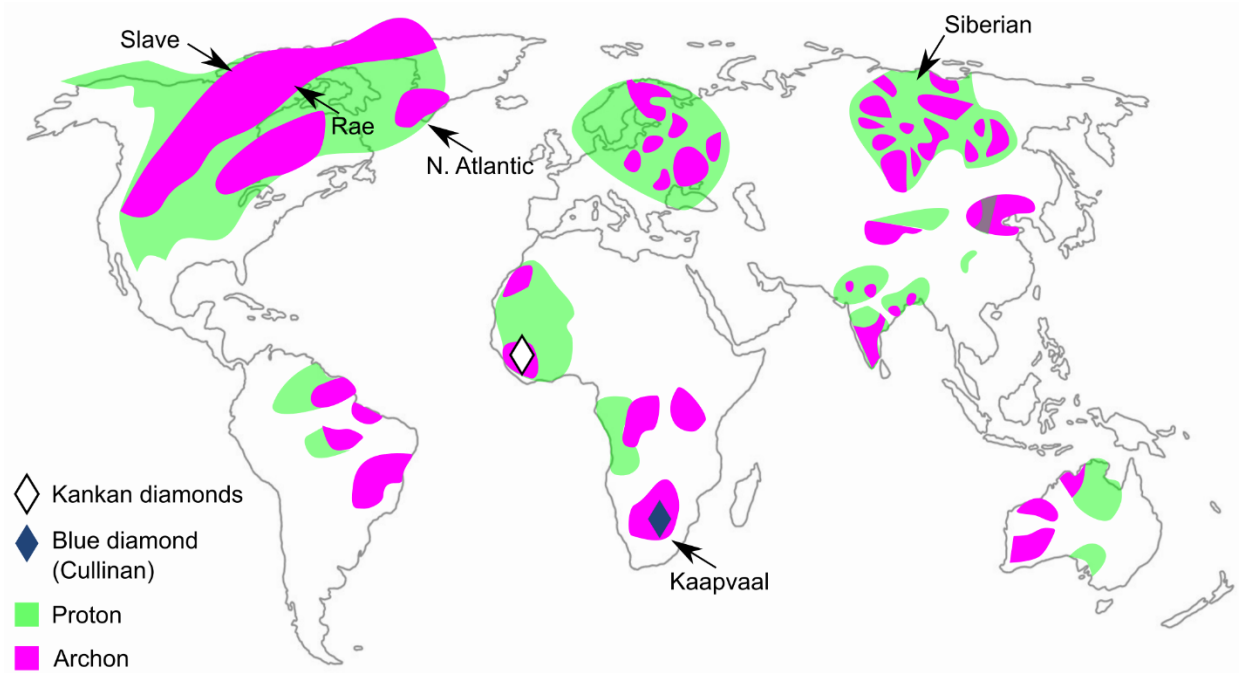 Slave
Siberian
Rae
N. Atlantic
Kankan diamonds
Blue diamond
(Cullinan)
Kaapvaal
Proton
Archon